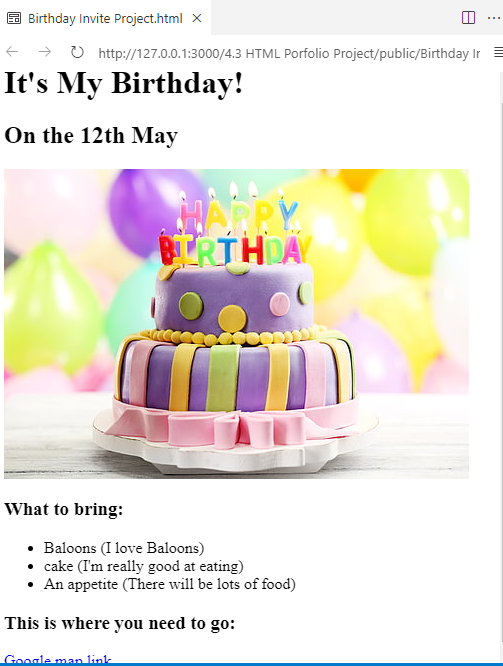 Birthday Invite Project.html
http://127.0.0.1:3000/4.3 HTML Porfolio Project/public/Birthday Ir
It's My Birthday!
On the 12th May
HAPPY
BIRTHDAY
What to bring:
Baloons (I love Baloons)
cake (I'm really good at eating)
An appetite (There will be lots of food)
This is where you need to go:
Google map link